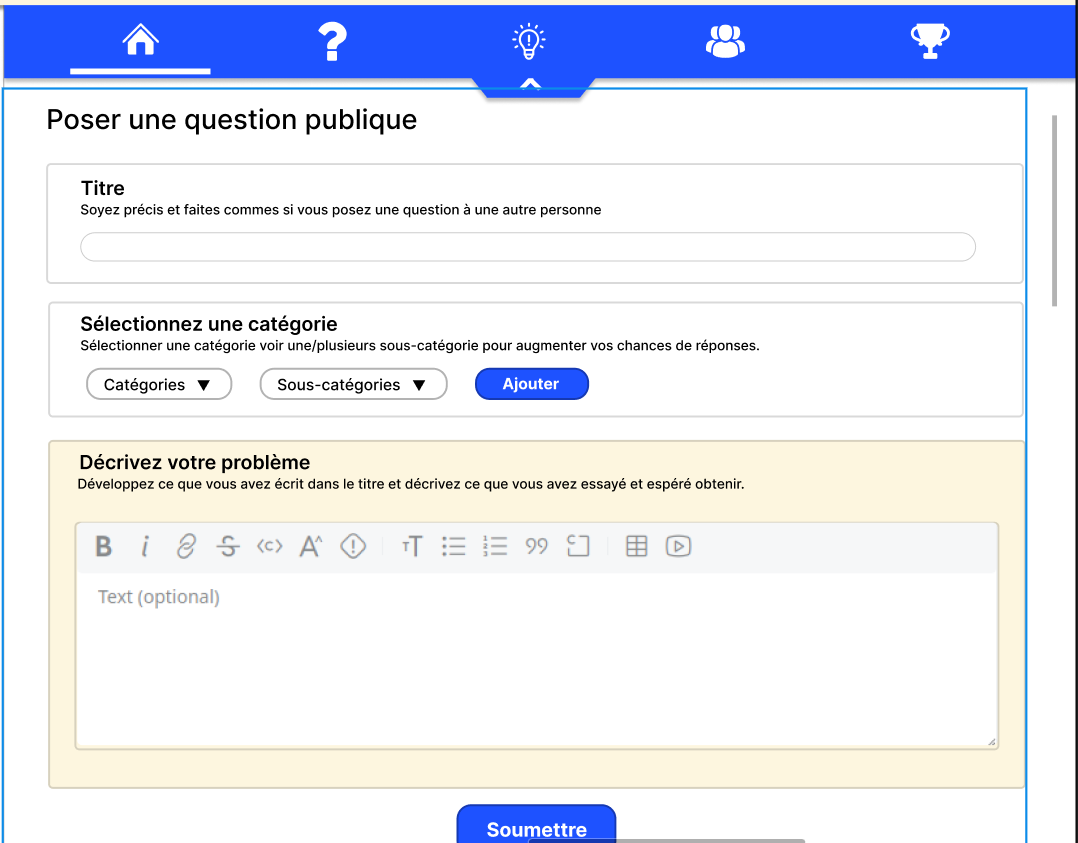 Poser une question publique
Titre
Soyez précis et faites commes si vous posez une question à une autre personne
Sélectionnez une catégorie
Sélectionner une catégorie voir une/plusieurs sous-catégorie pour augmenter vos chances de réponses.
Catégories ▼ Sous-catégories ▼ Ajouter
Décrivez votre problème
Développez ce que vous avez écrit dans le titre et décrivez ce que vous avez essayé et espéré obtenir.
Text (optional)
Soumettre